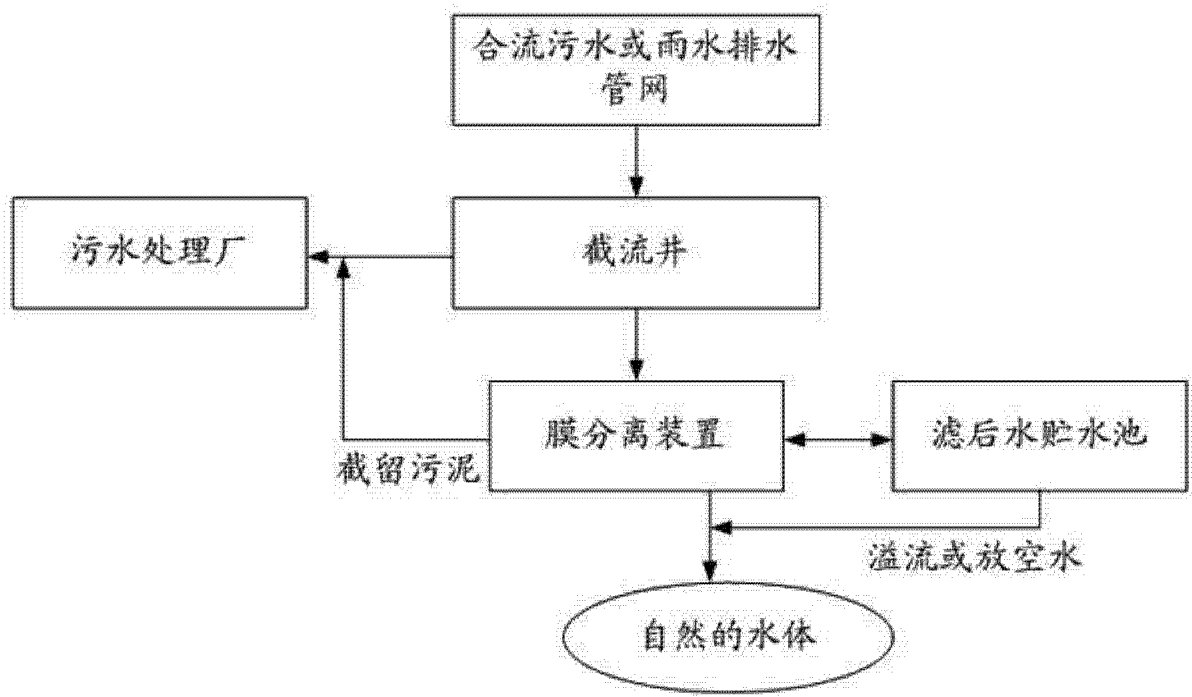 合流污水或雨水排水
管网
污水处理厂
截流井
膜分离装置
滤后水贮水池
截留污泥
溢流或放空水
自然的水体